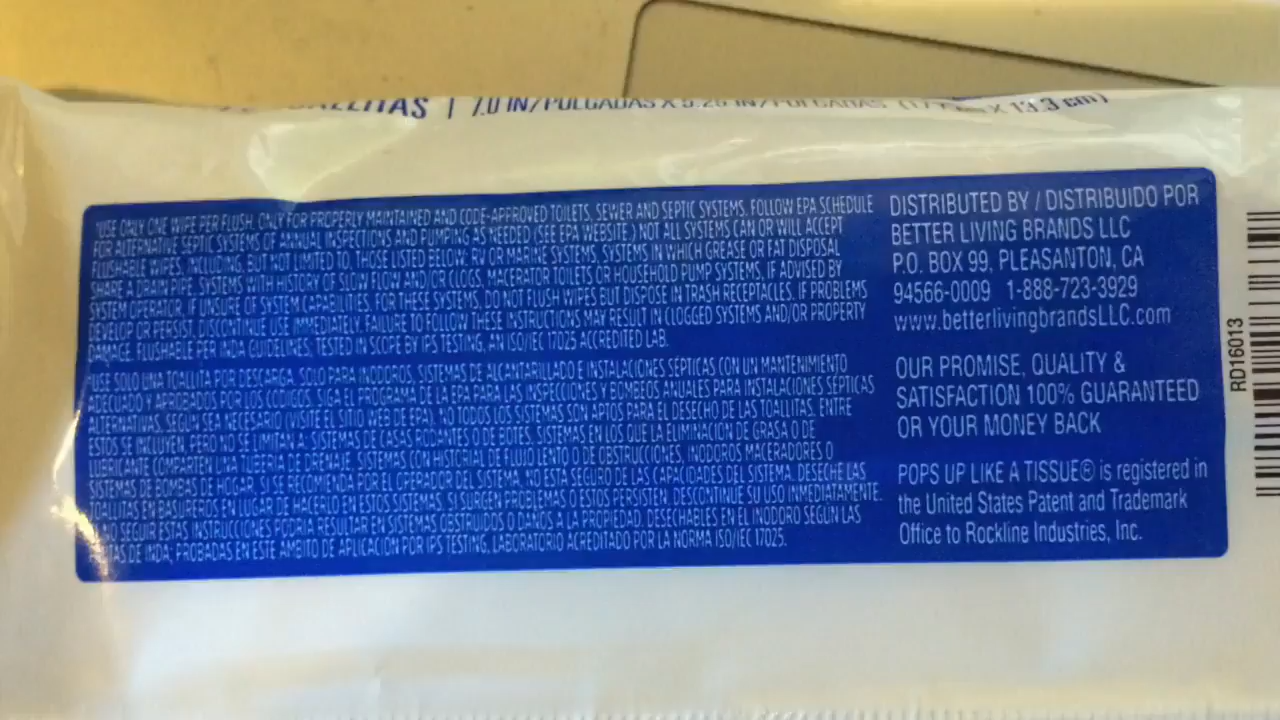 TOALLITAS | 7.0 IN/PULGADAS X 5.25 IN/PULGADAS (17.7 cm X 13.3 cm)
USE ONLY ONE WIPE PER FLUSH. ONLY FOR PROPERLY MAINTAINED AND CODE-APPROVED TOILETS, SEWER AND SEPTIC SYSTEMS. FOLLOW EPA SCHEDULE
FOR ALTERNATIVE SEPTIC SYSTEMS OF ANNUAL INSPECTIONS AND PUMPING AS NEEDED (SEE EPA WEBSITE.) NOT ALL SYSTEMS CAN OR WILL ACCEPT
FLUSHABLE WIPES, INCLUDING, BUT NOT LIMITED TO, THOSE LISTED BELOW: RV OR MARINE SYSTEMS, SYSTEMS IN WHICH GREASE OR FAT DISPOSAL
SHARE A DRAIN PIPE, SYSTEMS WITH HISTORY OF SLOW FLOW AND/OR CLOGS, MACERATOR TOILETS OR HOUSEHOLD PUMP SYSTEMS, IF ADVISED BY
SYSTEM OPERATOR, IF UNSURE OF SYSTEM CAPABILITIES. FOR THESE SYSTEMS, DO NOT FLUSH WIPES BUT DISPOSE IN TRASH RECEPTACLES. IF PROBLEMS
DEVELOP OR PERSIST, DISCONTINUE USE IMMEDIATELY. FAILURE TO FOLLOW THESE INSTRUCTIONS MAY RESULT IN CLOGGED SYSTEMS AND/OR PROPERTY
DAMAGE. FLUSHABLE PER INDA GUIDELINES; TESTED IN SCOPE BY IPS TESTING, AN ISO/IEC 17025 ACCREDITED LAB.
USE SOLO UNA TOALLITA POR DESCARGA. SOLO PARA INODOROS, SISTEMAS DE ALCANTARILLADO E INSTALACIONES SÉPTICAS CON UN MANTENIMIENTO
ADECUADO Y APROBADOS POR LOS CÓDIGOS. SIGA EL PROGRAMA DE LA EPA PARA LAS INSPECCIONES Y BOMBEOS ANUALES PARA INSTALACIONES SÉPTICAS
ALTERNATIVAS, SEGÚN SEA NECESARIO (VISITE EL SITIO WEB DE EPA). NO TODOS LOS SISTEMAS SON APTOS PARA EL DESECHO DE LAS TOALLITAS. ENTRE
ESTOS SE INCLUYEN, PERO NO SE LIMITAN A: SISTEMAS DE CASAS RODANTES O DE BOTES, SISTEMAS EN LOS QUE LA ELIMINACIÓN DE GRASA O DE
LUBRICANTE COMPARTEN UNA TUBERÍA DE DRENAJE, SISTEMAS CON HISTORIAL DE FLUJO LENTO O DE OBSTRUCCIONES, INODOROS MACERADORES O
SISTEMAS DE BOMBAS DE HOGAR, SI SE RECOMIENDA POR EL OPERADOR DEL SISTEMA, NO ESTÁ SEGURO DE LAS CAPACIDADES DEL SISTEMA. DESECHE LAS
TOALLITAS EN BASUREROS EN LUGAR DE HACERLO EN ESTOS SISTEMAS. SI SURGEN PROBLEMAS O ESTOS PERSISTEN, DESCONTINÚE SU USO INMEDIATAMENTE.
NO SEGUIR ESTAS INSTRUCCIONES PODRÍA RESULTAR EN SISTEMAS OBSTRUIDOS O DAÑOS A LA PROPIEDAD. DESECHABLES EN EL INODORO SEGÚN LAS
PAUTAS DE INDA; PROBADAS EN ESTE ÁMBITO DE APLICACIÓN POR IPS TESTING, LABORATORIO ACREDITADO POR LA NORMA ISO/IEC 17025.
DISTRIBUTED BY / DISTRIBUIDO POR
BETTER LIVING BRANDS LLC
P.O. BOX 99, PLEASANTON, CA
94566-0009 1-888-723-3929
www.betterlivingbrandsLLC.com
OUR PROMISE, QUALITY &
SATISFACTION 100% GUARANTEED
OR YOUR MONEY BACK
POPS UP LIKE A TISSUE® is registered in
the United States Patent and Trademark
Office to Rockline Industries, Inc.
RD16013